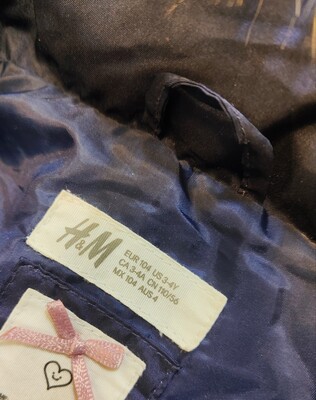 H&M
EUR 104 US 3-4Y
CA 3-4A CN 110/56
MX 104 AUS 4